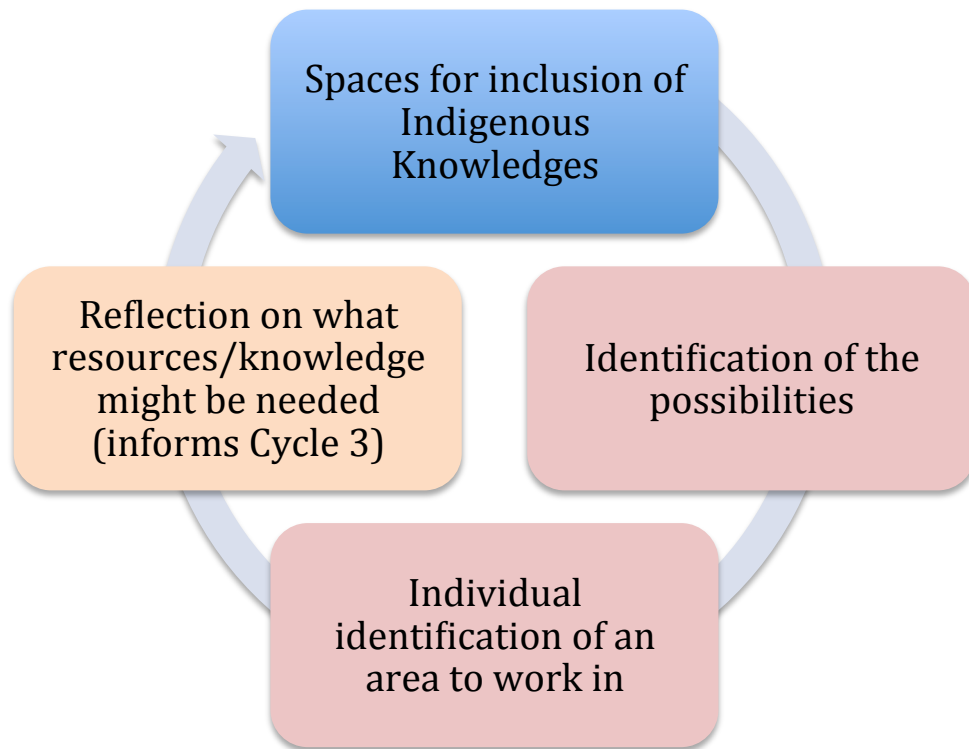 Spaces for inclusion of
Indigenous
Knowledges
Identification of the
possibilities
Individual
identification of an
area to work in
Reflection on what
resources/knowledge
might be needed
(informs Cycle 3)